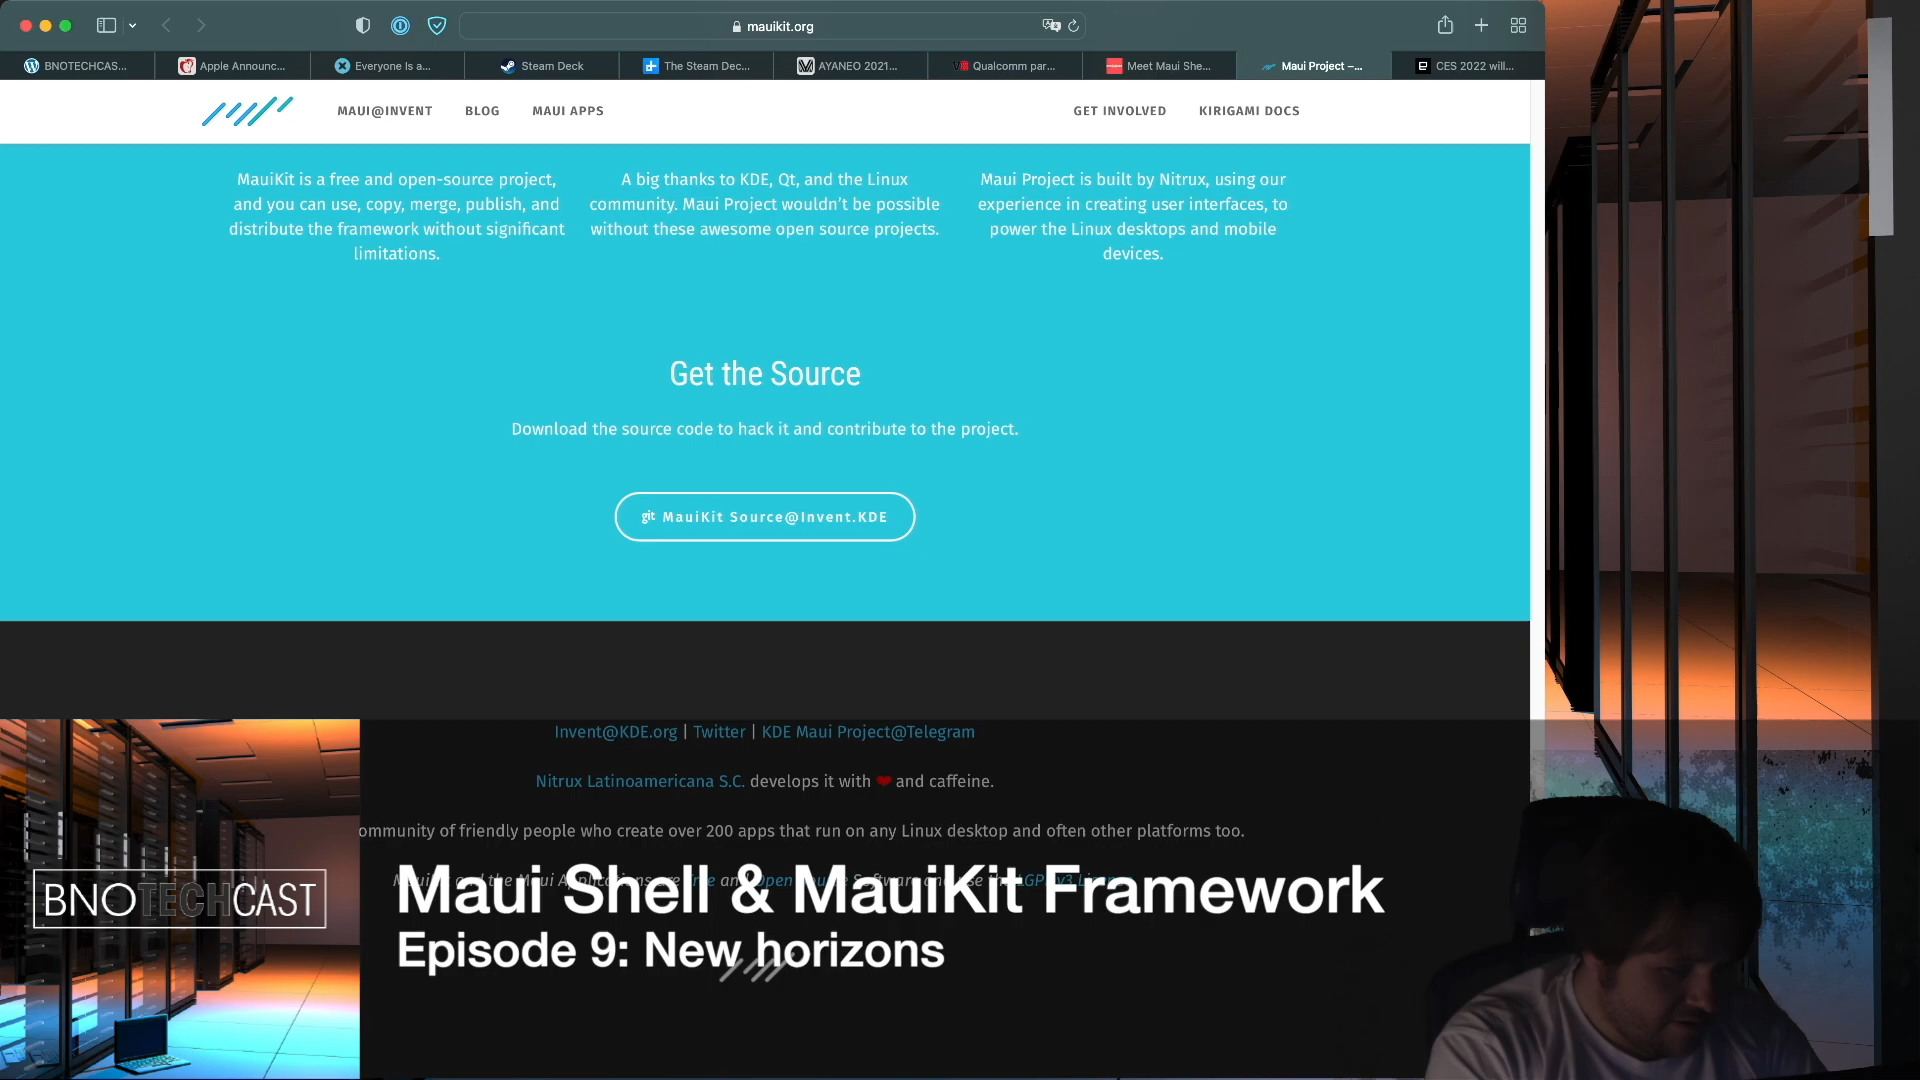 mauikit.org
BNOTECHCAS...
Apple Announc...
Everyone Is a...
Steam Deck
The Steam Dec...
AYANEO 2021...
Qualcomm par...
Meet Maui She...
Maui Project –...
CES 2022 will...
MAUI@INVENT
BLOG
MAUI APPS
GET INVOLVED
KIRIGAMI DOCS
MauiKit is a free and open-source project,
and you can use, copy, merge, publish, and
distribute the framework without significant
limitations.
A big thanks to KDE, Qt, and the Linux
community. Maui Project wouldn't be possible
without these awesome open source projects.
Maui Project is built by Nitrux, using our
experience in creating user interfaces, to
power the Linux desktops and mobile
devices.
Get the Source
Download the source code to hack it and contribute to the project.
git MauiKit Source@Invent.KDE
Invent@KDE.org | Twitter | KDE Maui Project@Telegram
Nitrux Latinoamericana S.C. develops it with ❤ and caffeine.
ommunity of friendly people who create over 200 apps that run on any Linux desktop and often other platforms too.
BNOTECHCAST
Maui Shell & MauiKit Framework
Episode 9: New horizons